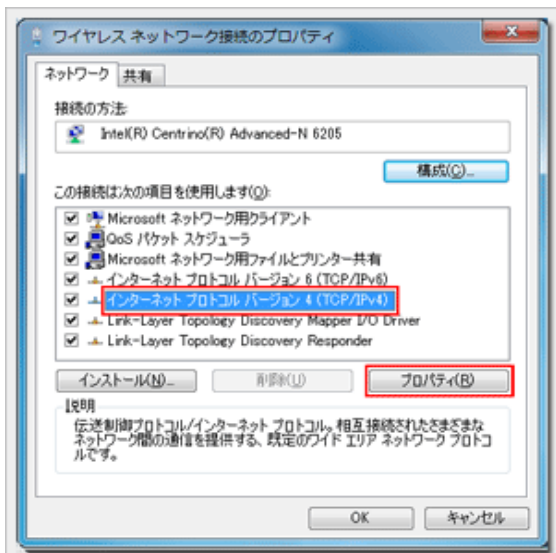 ワイヤレス ネットワーク接続のプロパティ
ネットワーク 共有
接続の方法:
Intel(R) Centrino(R) Advanced-N 6205
構成(C)...
この接続は次の項目を使用します(O):
Microsoft ネットワーク用クライアント
QoS パケット スケジューラ
Microsoft ネットワーク用ファイルとプリンター共有
インターネット プロトコル バージョン 6 (TCP/IPv6)
インターネット プロトコル バージョン 4 (TCP/IPv4)
Link-Layer Topology Discovery Mapper I/O Driver
Link-Layer Topology Discovery Responder
インストール(N)... 削除(U) プロパティ(R)
説明
伝送制御プロトコル/インターネット プロトコル。相互接続されたさまざまな
ネットワーク間の通信を提供する、既定のワイド エリア ネットワーク プロトコ
ルです。
OK キャンセル